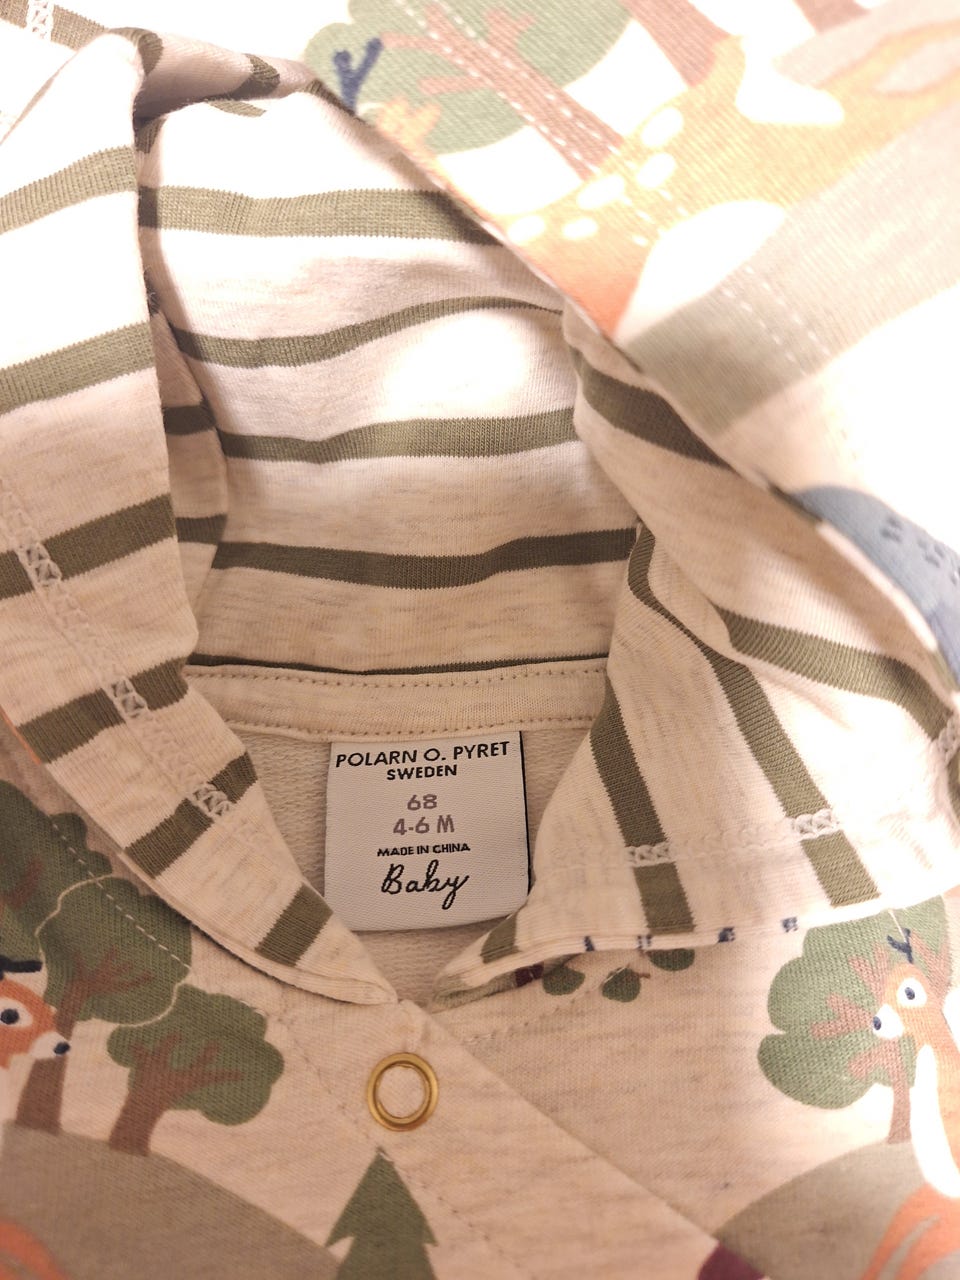 POLARN O. PYRET
SWEDEN
68
4-6 M
MADE IN CHINA
Baby